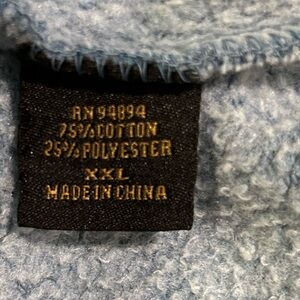 RN 94894
75% COTTON
25% POLYESTER
XXL
MADE IN CHINA